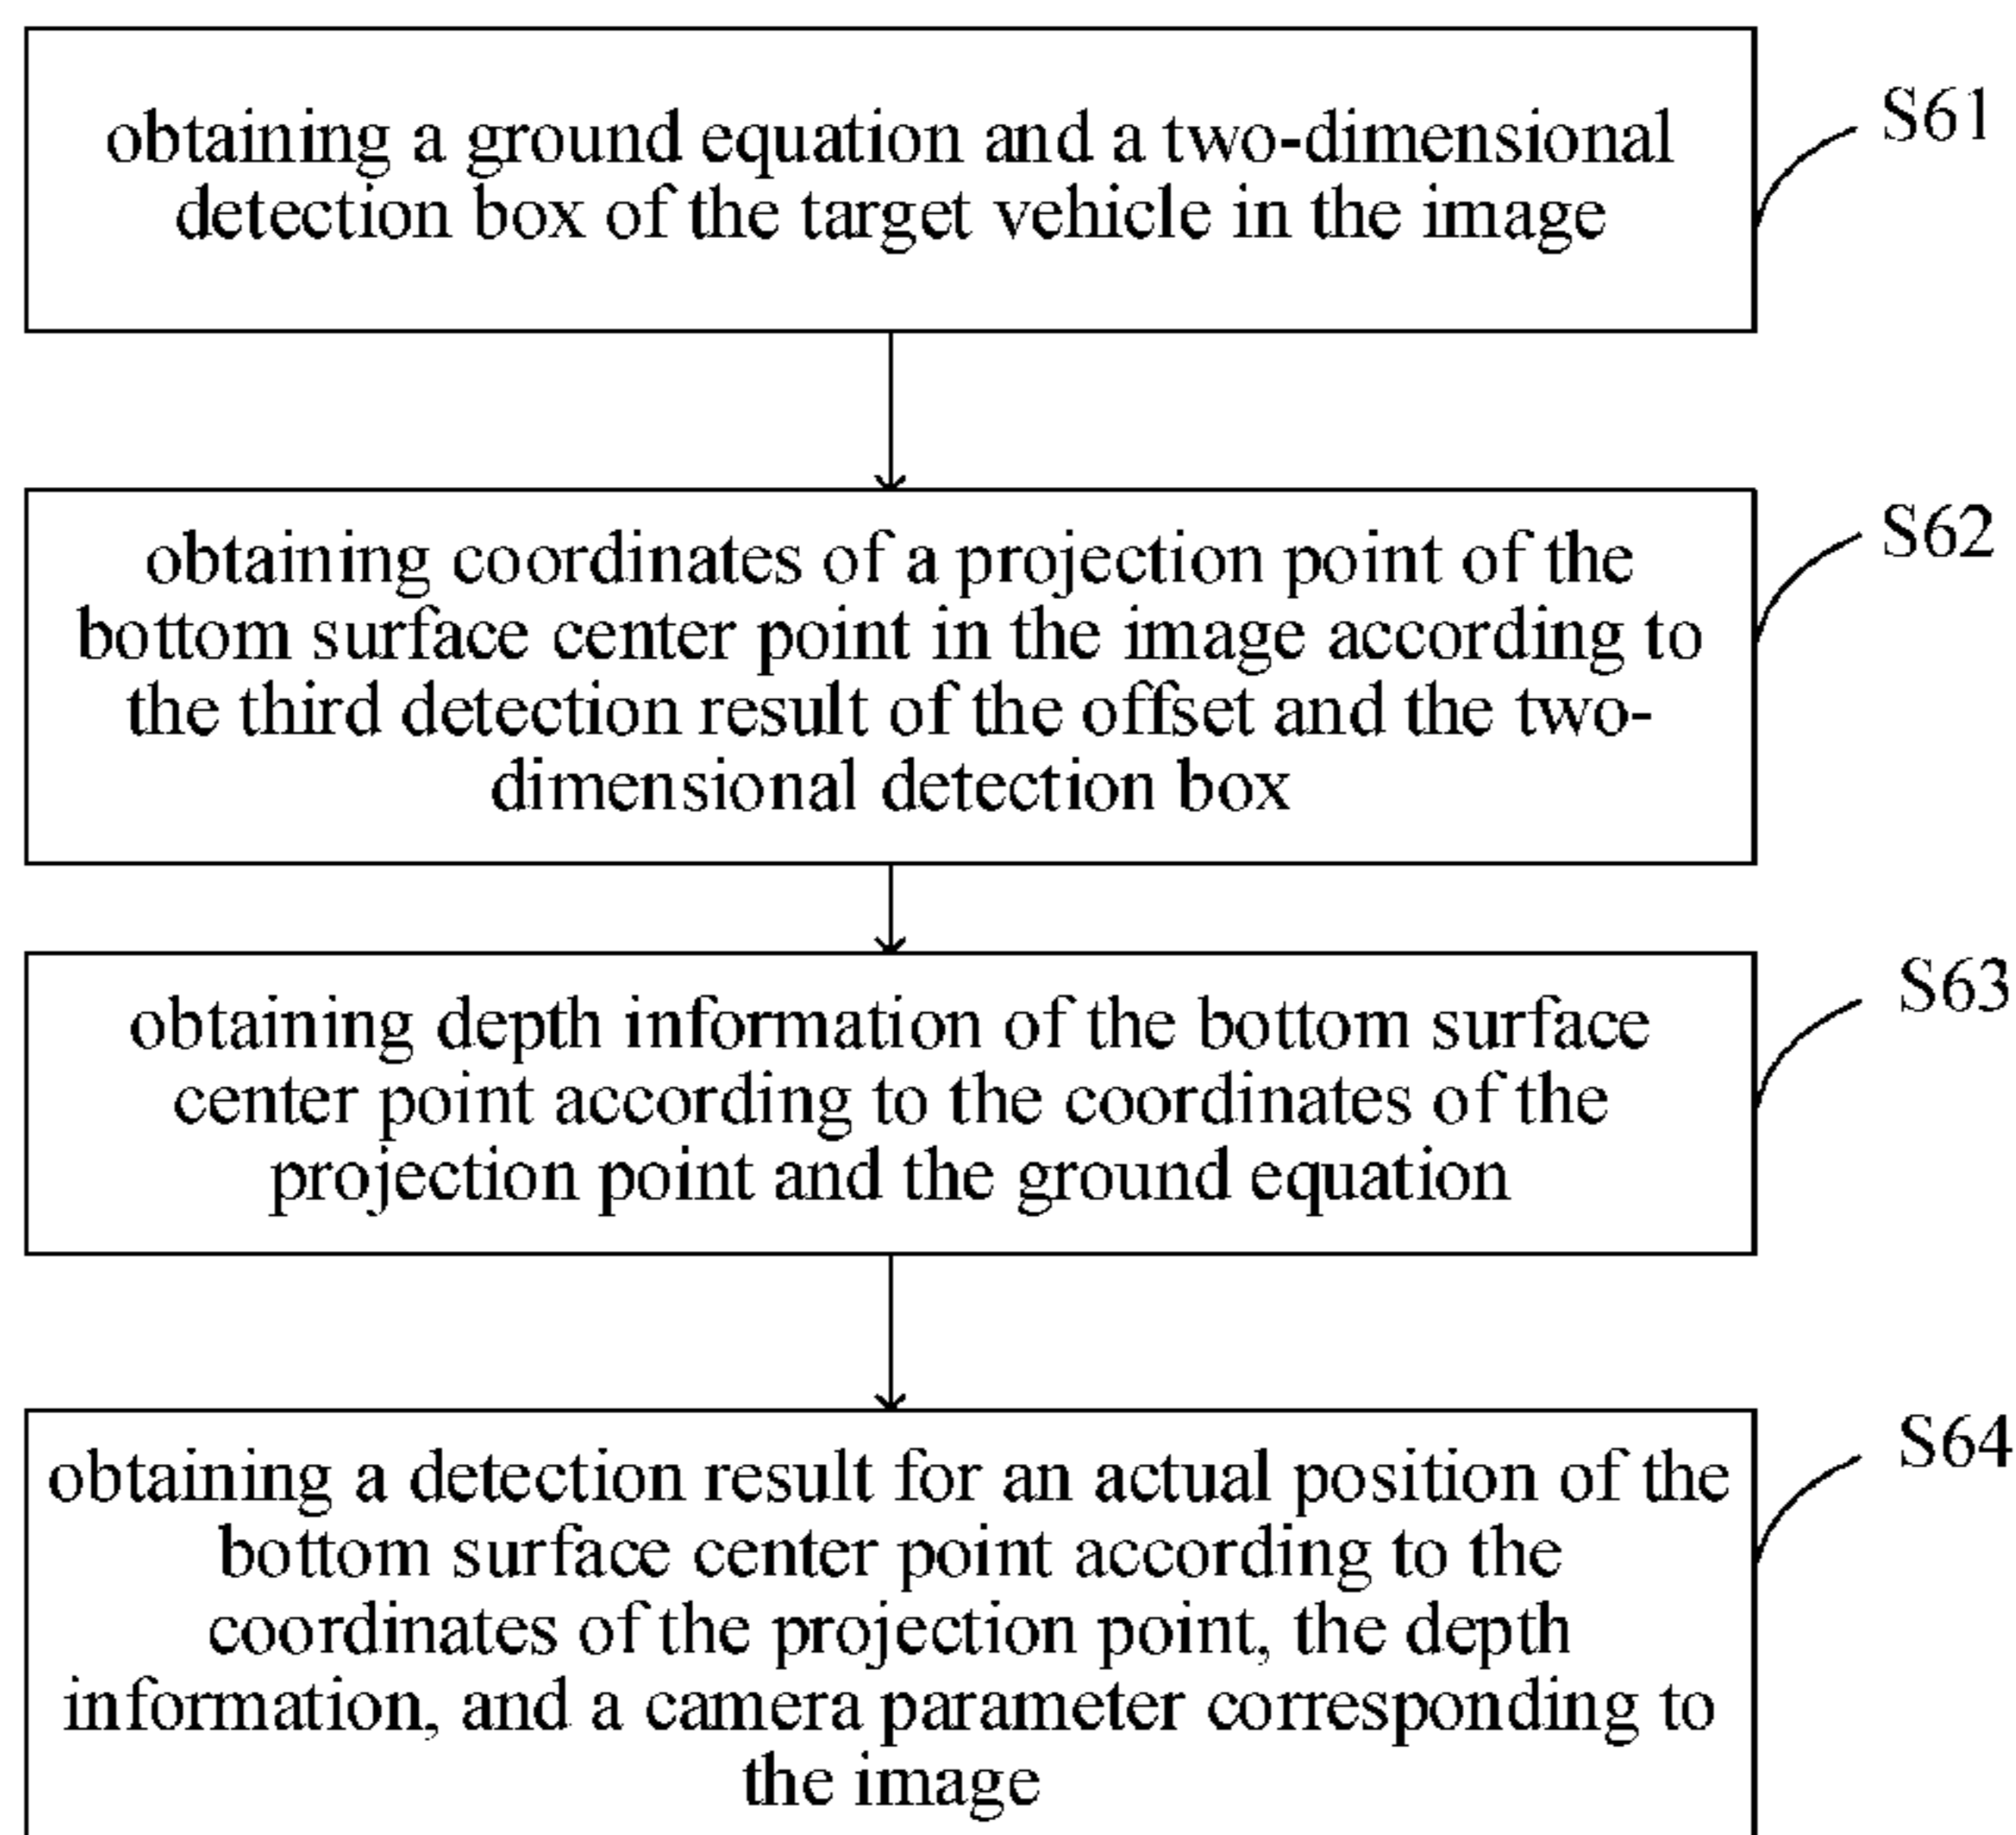 obtaining a ground equation and a two-dimensional
detection box of the target vehicle in the image
S61
obtaining coordinates of a projection point of the
bottom surface center point in the image according to
the third detection result of the offset and the two-
dimensional detection box
S62
obtaining depth information of the bottom surface
center point according to the coordinates of the
projection point and the ground equation
S63
obtaining a detection result for an actual position of the
bottom surface center point according to the
coordinates of the projection point, the depth
information, and a camera parameter corresponding to
the image
S64